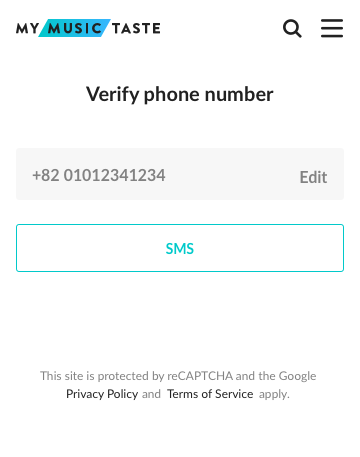 MY MUSIC TASTE
Verify phone number
+82 01012341234
Edit
SMS
This site is protected by reCAPTCHA and the Google
Privacy Policy and Terms of Service apply.